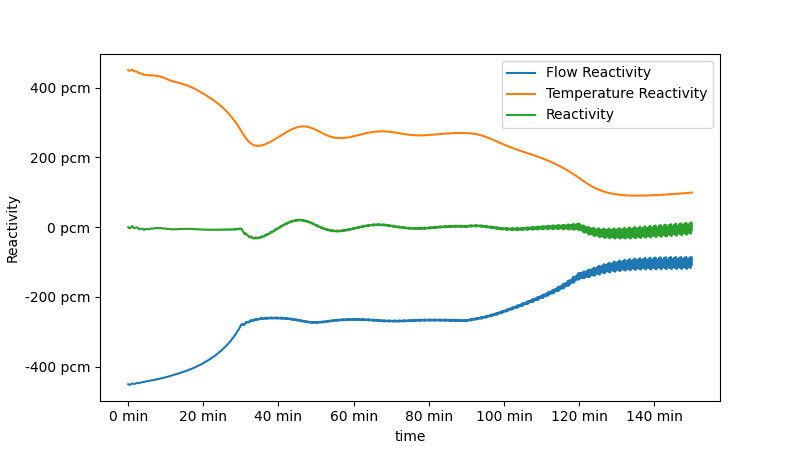 Flow Reactivity
Temperature Reactivity
Reactivity
400 pcm
200 pcm
0 pcm
-200 pcm
-400 pcm
Reactivity
0 min 20 min 40 min 60 min 80 min 100 min 120 min 140 min
time